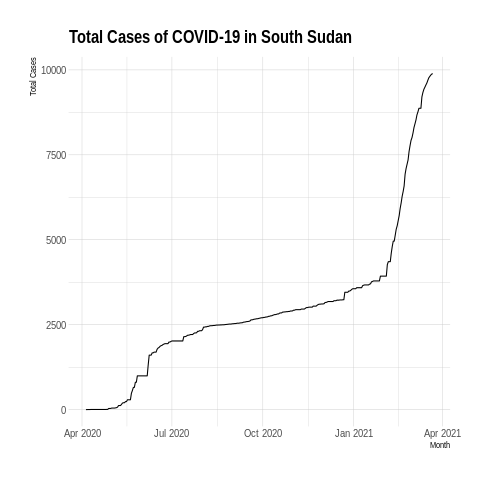 Total Cases of COVID-19 in South Sudan
Total Cases
10000
7500
5000
2500
0
Apr 2020 Jul 2020 Oct 2020 Jan 2021 Apr 2021
Month